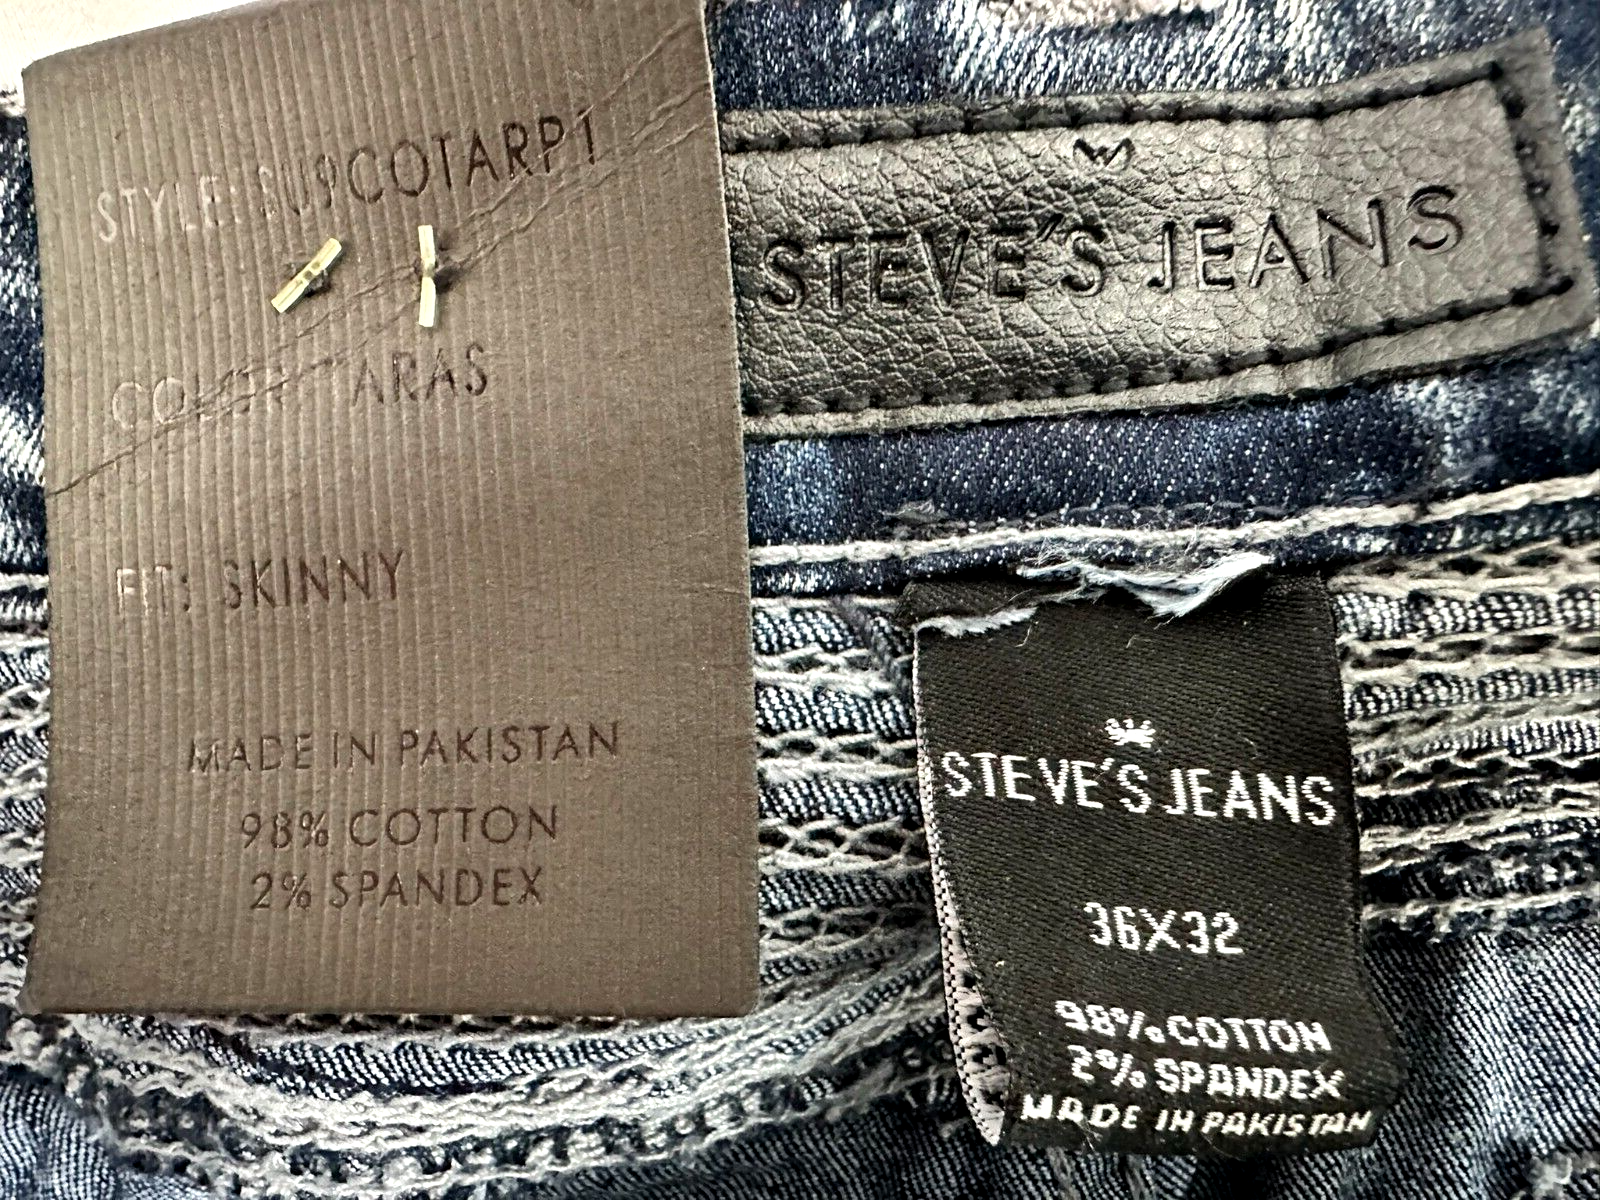 STYLE: SW9COTARP1
COLOR: TARAS
FIT: SKINNY
MADE IN PAKISTAN
98% COTTON
2% SPANDEX
STEVE'S JEANS
STEVE'S JEANS
36X32
98% COTTON
2% SPANDEX
MADE IN PAKISTAN